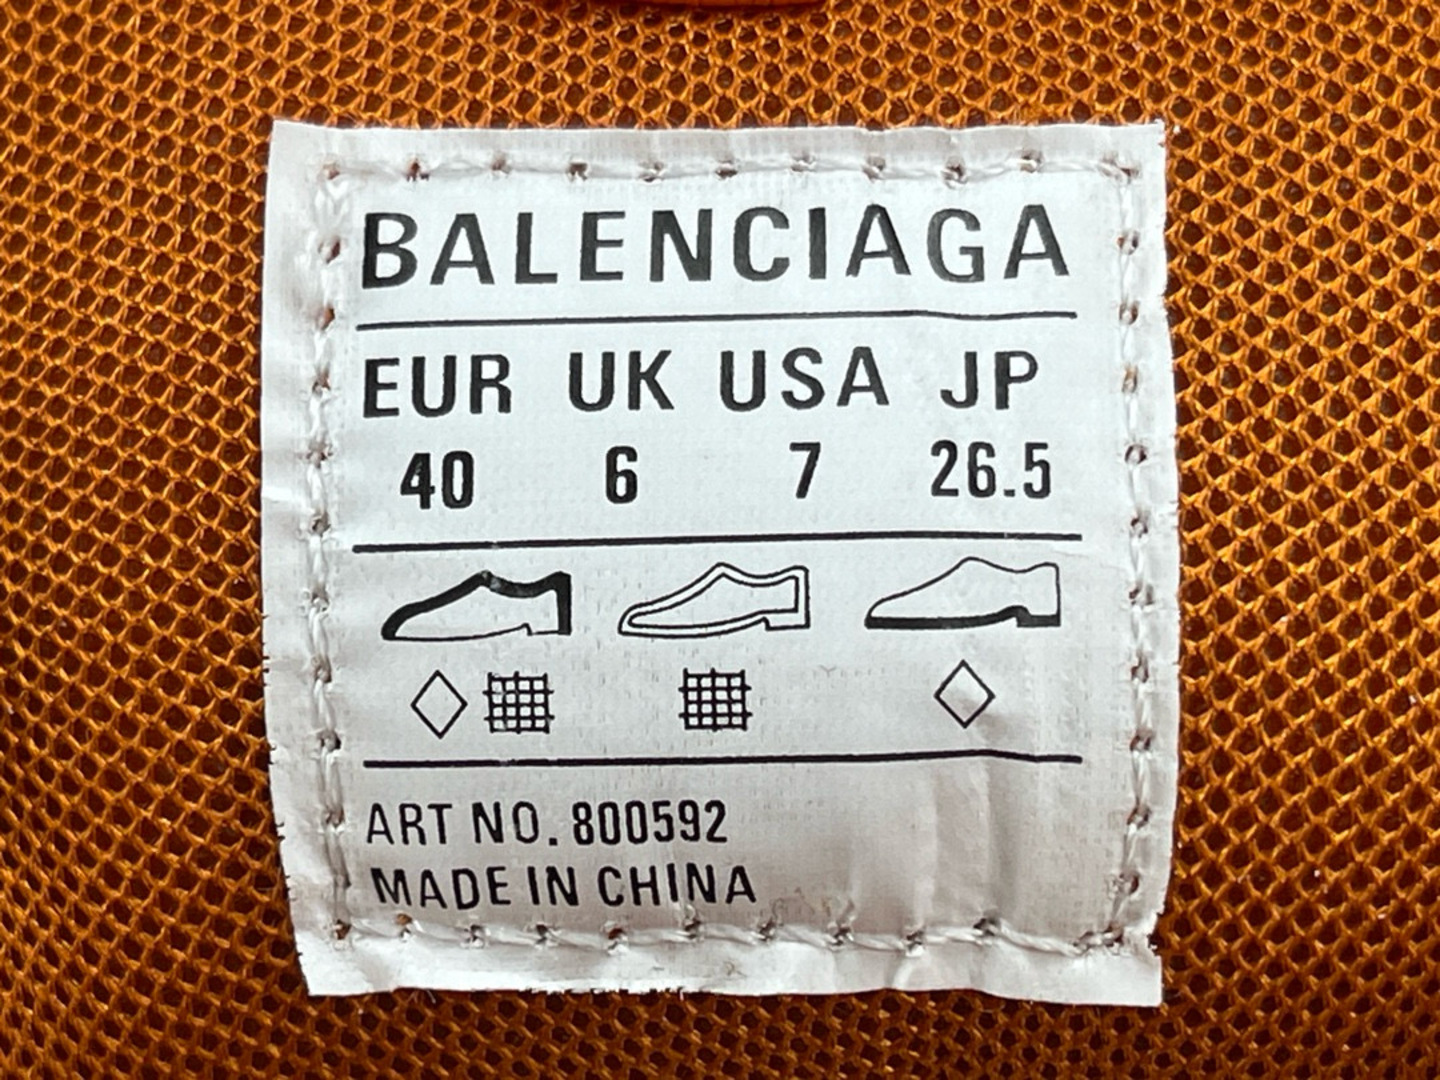 BALENCIAGA
EUR UK USA JP
40 6 7 26.5
ART NO. 800592
MADE IN CHINA